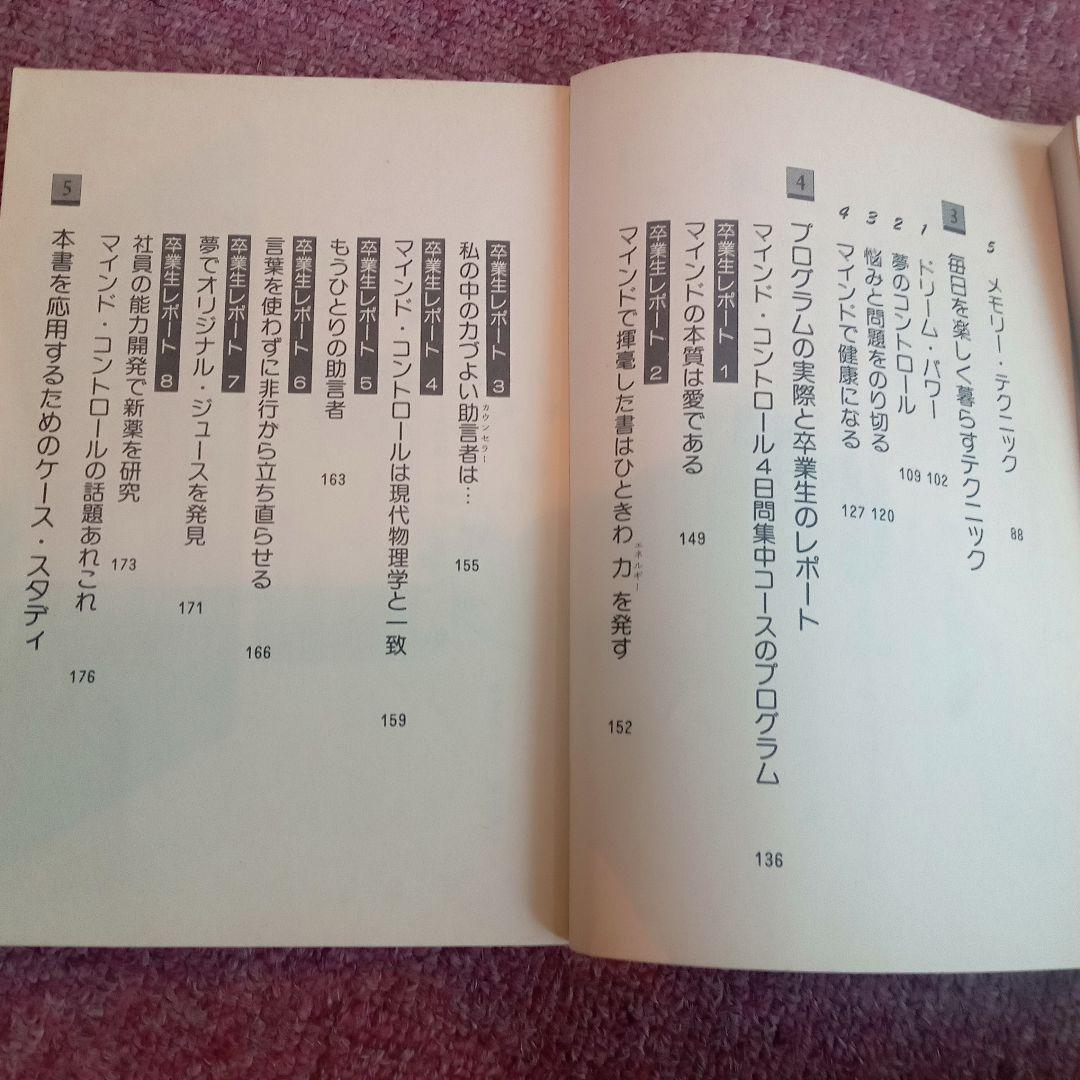 5 メモリー・テクニック 88
3 毎日を楽しく暮らすテクニック
1 ドリーム・パワー 102
2 夢のコントロール 109
3 悩みと問題をのり切る 120
4 マインドで健康になる 127
4 プログラムの実際と卒業生のレポート
マインド・コントロール4日間集中コースのプログラム 136
卒業生レポート 1
マインドの本質は愛である 149
卒業生レポート 2
マインドで揮毫した書はひときわ力を発す 152
エネルギー
卒業生レポート 3
私の中の力づよい助言者は… 155
カウンセラー
卒業生レポート 4
マインド・コントロールは現代物理学と一致 159
卒業生レポート 5
もうひとりの助言者 163
卒業生レポート 6
言葉を使わずに非行から立ち直らせる 166
卒業生レポート 7
夢でオリジナル・ジュースを発見 171
卒業生レポート 8
社員の能力開発で新薬を研究 173
マインド・コントロールの話題あれこれ 176
5 本書を応用するためのケース・スタディ